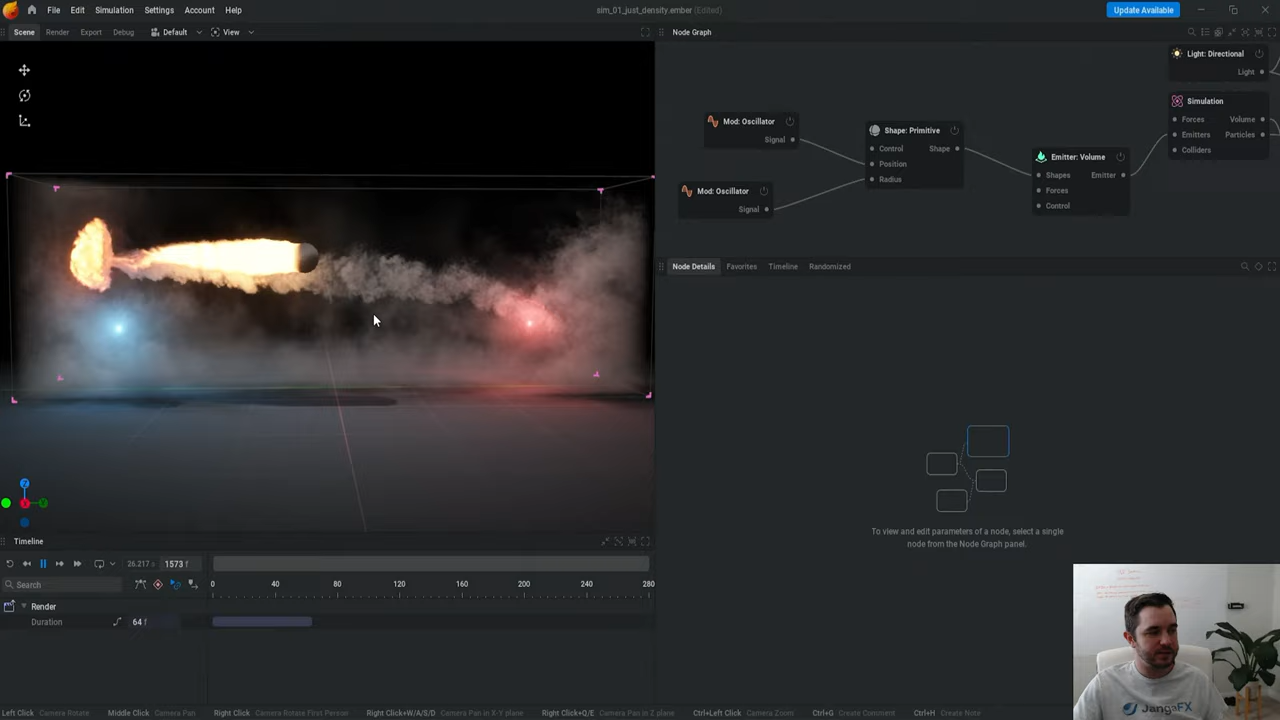 File Edit Simulation Settings Account Help
sim_01_just_density.ember (Edited)
Update Available
Scene Render Export Debug Default View
Node Graph
Light: Directional
Light
Simulation
Forces Volume
Emitters Particles
Colliders
Mod: Oscillator
Signal
Mod: Oscillator
Signal
Shape: Primitive
Control Shape
Position
Radius
Emitter: Volume
Shapes Emitter
Forces
Control
Node Details Favorites Timeline Randomized
To view and edit parameters of a node, select a single
node from the Node Graph panel.
Z
Timeline
26.217 s 1573 f
Search
0 40 80 120 160 200 240 280
Render
Duration 64 f
Left Click Camera Rotate Middle Click Camera Pan Right Click Camera Rotate First Person Right Click+W/A/S/D Camera Pan in X-Y plane Right Click+Q/E Camera Pan in Z plane Ctrl+Left Click Camera Zoom Ctrl+G Create Comment Ctrl+H Create Note
JangaFX